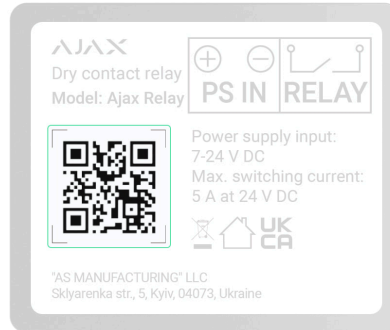 AJAX
Dry contact relay
Model: Ajax Relay
PS IN
RELAY
Power supply input:
7-24 V DC
Max. switching current:
5 A at 24 V DC
UK
CA
"AS MANUFACTURING" LLC
Sklyarenka str., 5, Kyiv, 04073, Ukraine